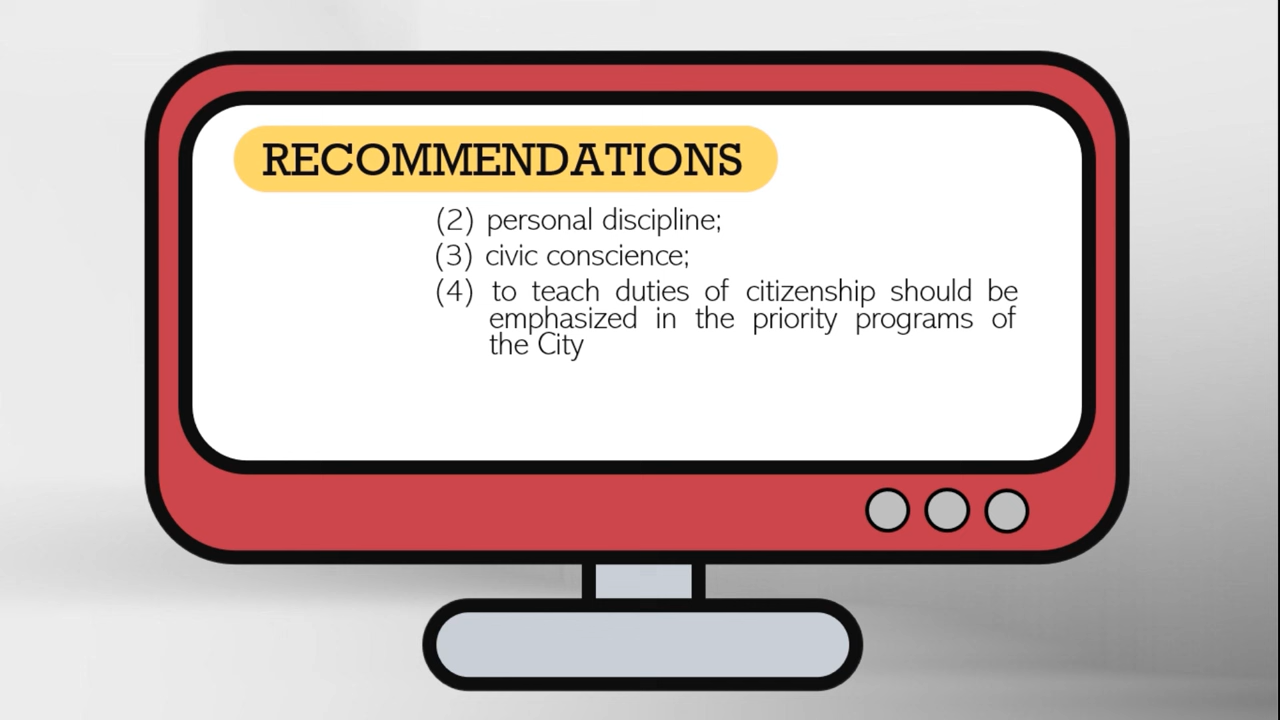 RECOMMENDATIONS
(2) personal discipline;
(3) civic conscience;
(4) to teach duties of citizenship should be
emphasized in the priority programs of
the City